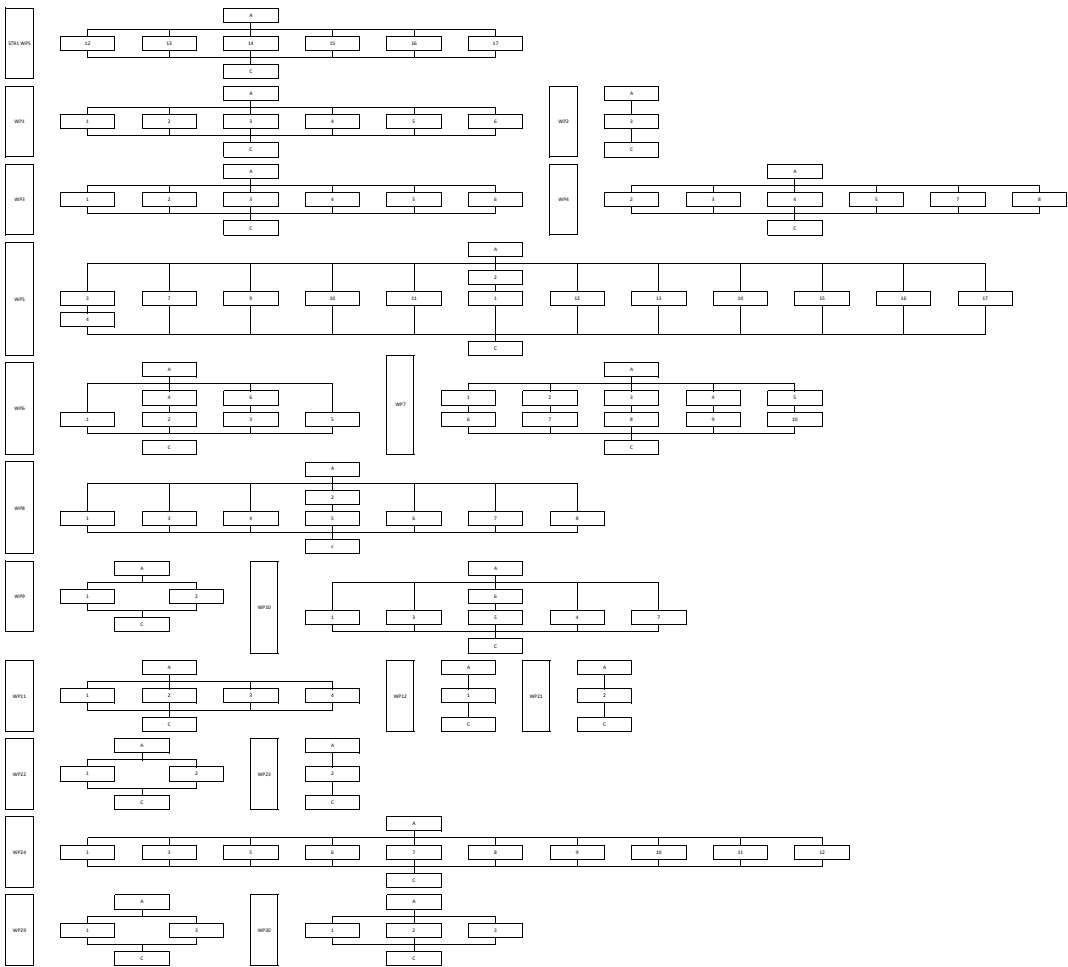 A
STR1 WPS
12 13 14 15 16 17
C
A A
WP1 1 2 3 4 5 6 WP2 3
C C
A A
WP3 1 2 3 4 5 6 WP4 2 3 4 5 7 8
C C
A
2
WP5 3 7 9 10 11 1 12 13 14 15 16 17
4
C
A A
4 6 1 2 3 4 5
WP6 WP7
1 2 3 5 6 7 8 9 10
C C
A
2
WP8
1 3 4 5 6 7 8
c
A A
WP9 1 2 6
WP10
1 3 5 4 7
C
C
A A A
WP11 1 2 3 4 WP12 1 WP21 2
C C C
A A
WP22 1 2 WP23 2
C C
A
WP24 1 3 5 6 7 8 9 10 11 12
C
A A
WP29 1 3 WP30 1 2 3
C C